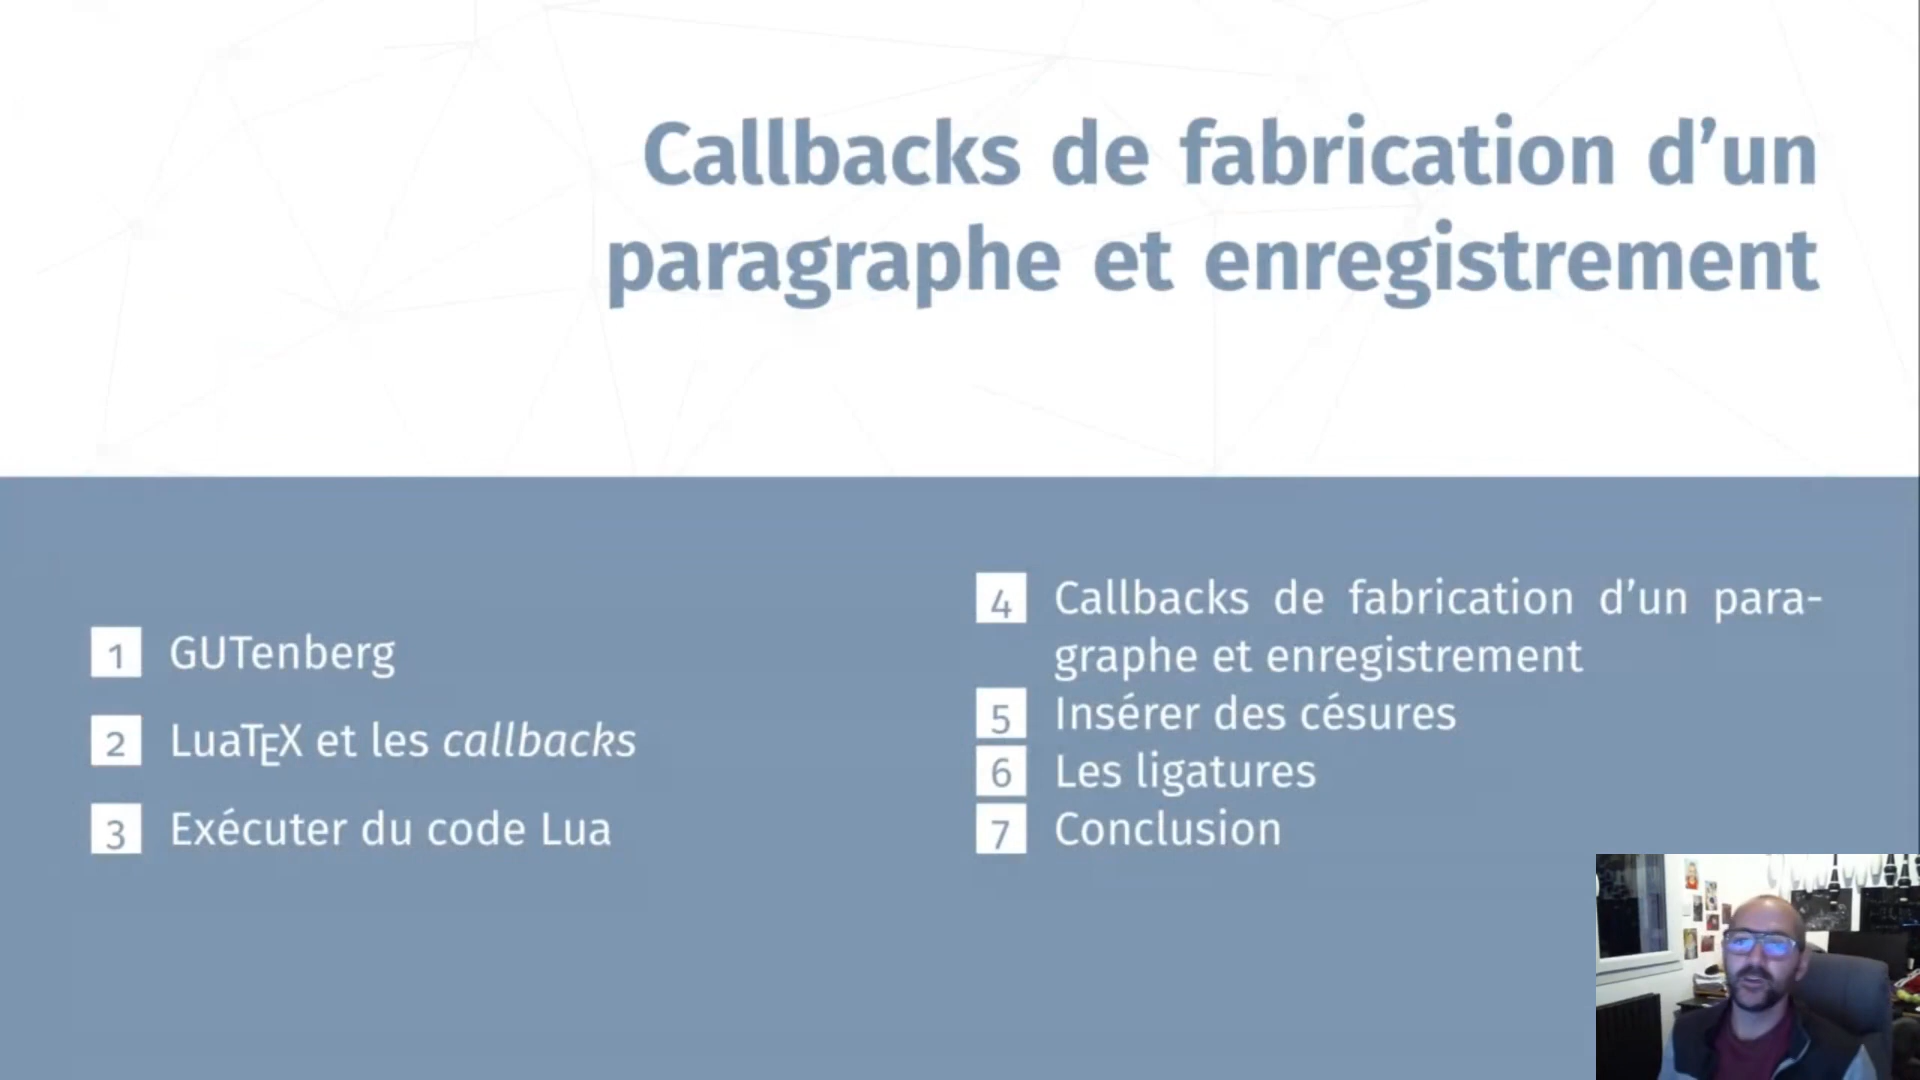 Callbacks de fabrication d’un
paragraphe et enregistrement
1 GUTenberg
2 LuaTEX et les callbacks
3 Exécuter du code Lua
4 Callbacks de fabrication d’un para-
graphe et enregistrement
5 Insérer des césures
6 Les ligatures
7 Conclusion